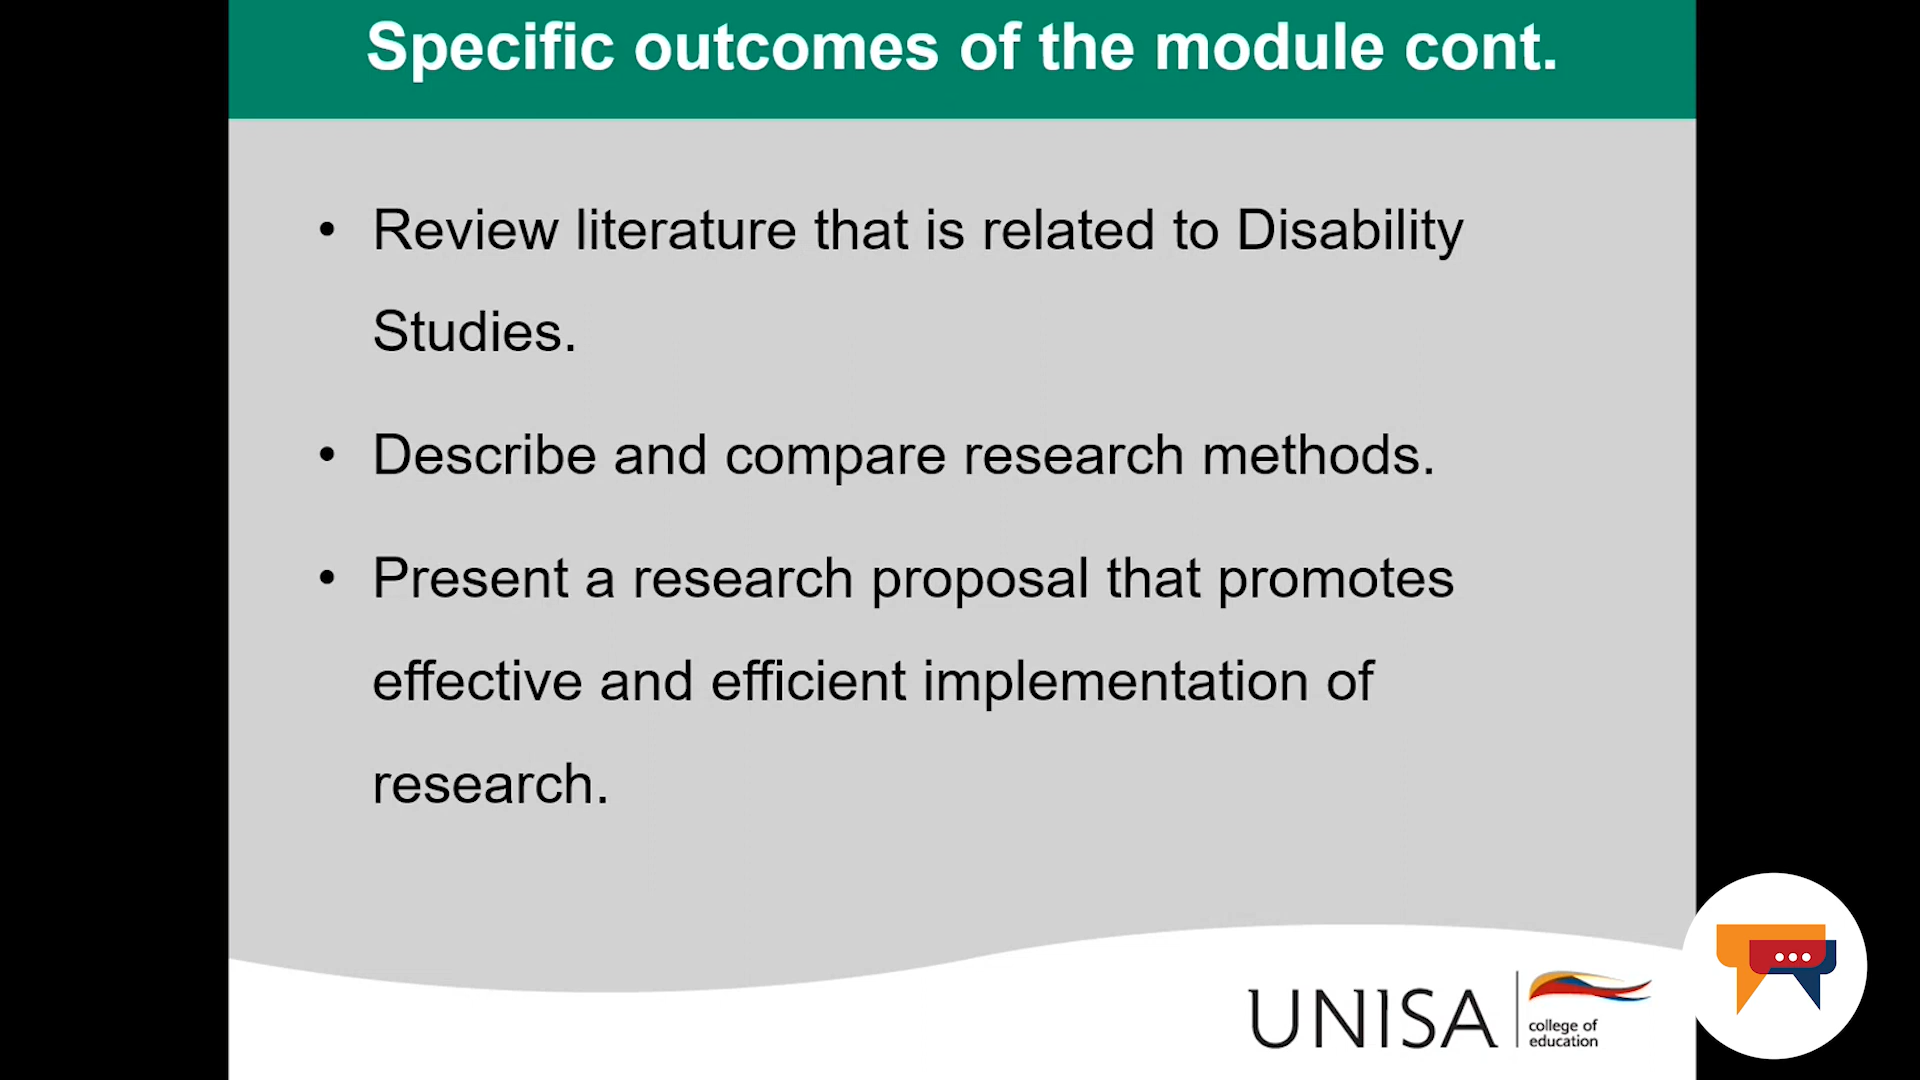 Specific outcomes of the module cont.
• Review literature that is related to Disability
Studies.
• Describe and compare research methods.
• Present a research proposal that promotes
effective and efficient implementation of
research.
UNISA
college of
education